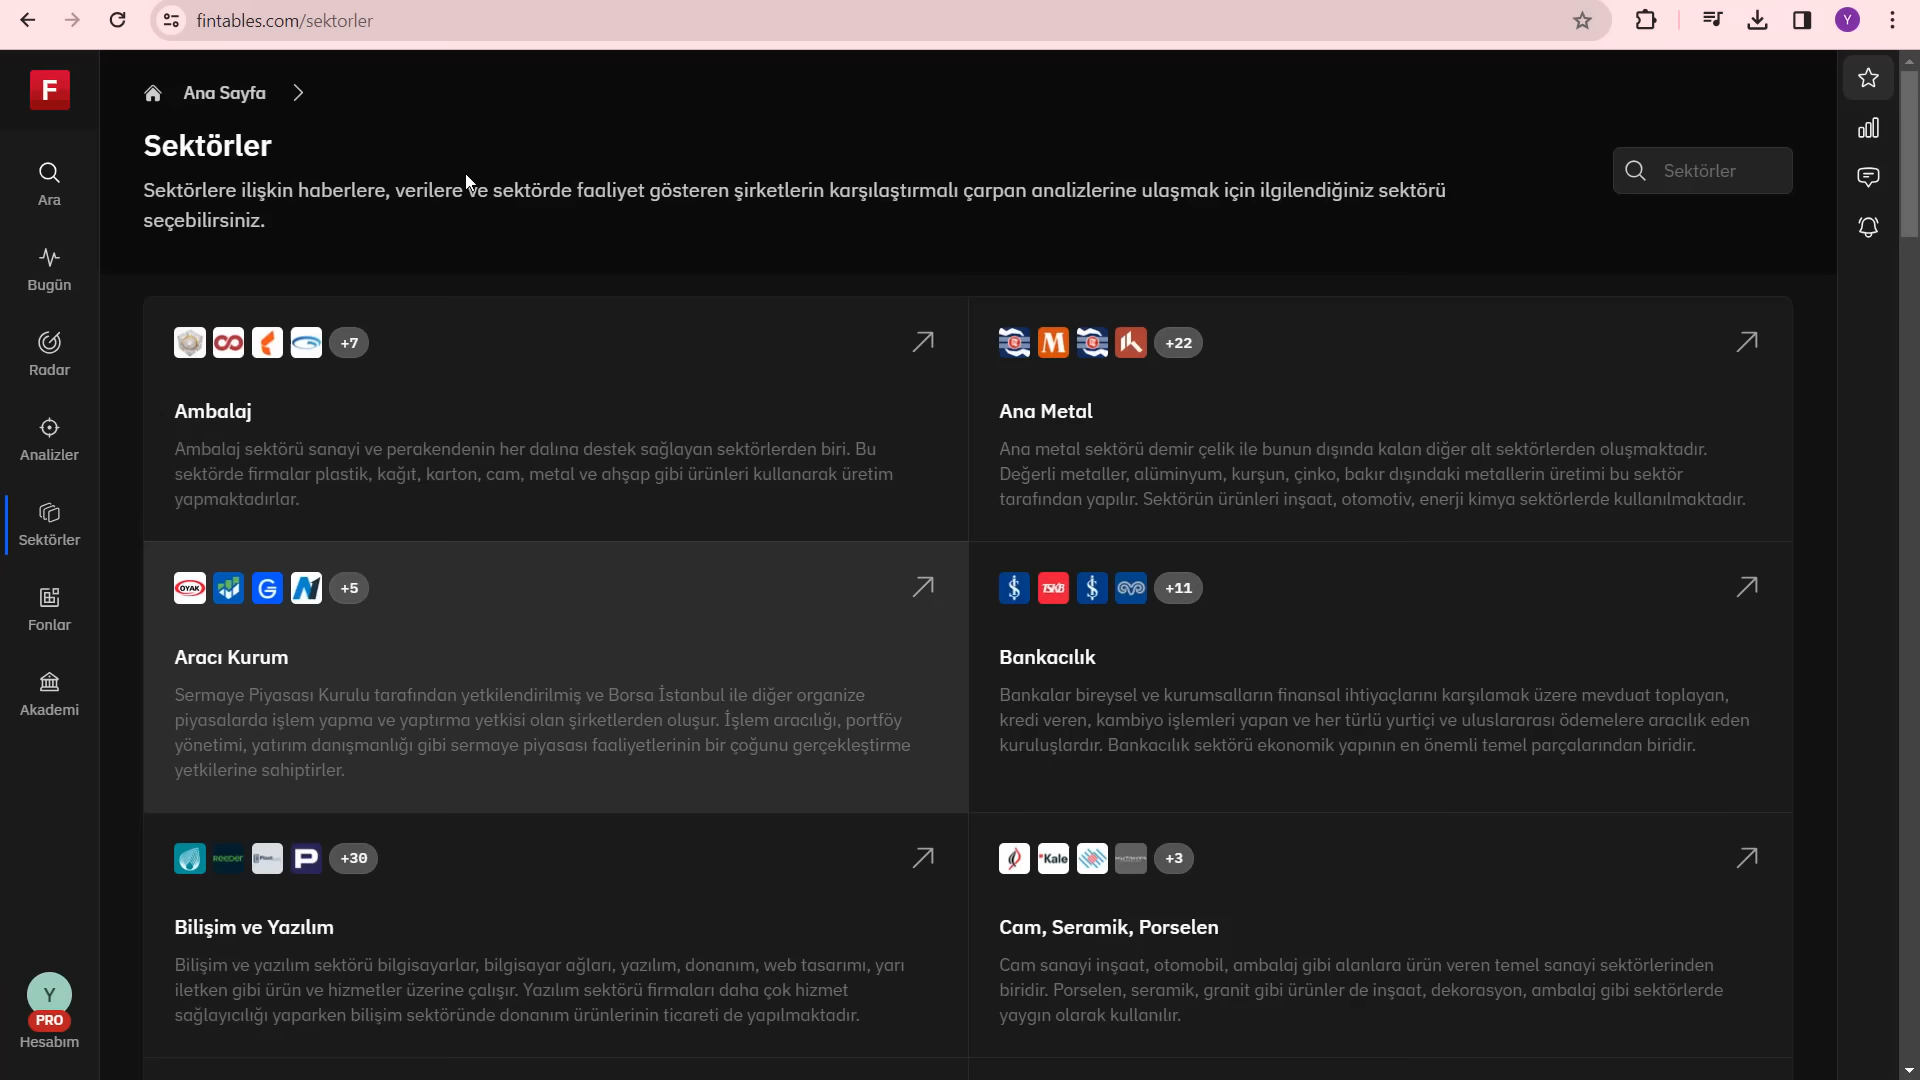 fintables.com/sektorler
Y
F
Ana Sayfa
Sektörler
Sektörlere ilişkin haberlere, verilere ve sektörde faaliyet gösteren şirketlerin karşılaştırmalı çarpan analizlerine ulaşmak için ilgilendiğiniz sektörü
seçebilirsiniz.
Sektörler
Ara
Bugün
Radar
Analizler
Sektörler
Fonlar
Akademi
Y
PRO
Hesabım
+7
Ambalaj
Ambalaj sektörü sanayi ve perakendenin her dalına destek sağlayan sektörlerden biri. Bu
sektörde firmalar plastik, kağıt, karton, cam, metal ve ahşap gibi ürünleri kullanarak üretim
yapmaktadırlar.
M
+22
Ana Metal
Ana metal sektörü demir çelik ile bunun dışında kalan diğer alt sektörlerden oluşmaktadır.
Değerli metaller, alüminyum, kurşun, çinko, bakır dışındaki metallerin üretimi bu sektör
tarafından yapılır. Sektörün ürünleri inşaat, otomotiv, enerji kimya sektörlerde kullanılmaktadır.
OYAK G +5
Aracı Kurum
Sermaye Piyasası Kurulu tarafından yetkilendirilmiş ve Borsa İstanbul ile diğer organize
piyasalarda işlem yapma ve yaptırma yetkisi olan şirketlerden oluşur. İşlem aracılığı, portföy
yönetimi, yatırım danışmanlığı gibi sermaye piyasası faaliyetlerinin bir çoğunu gerçekleştirme
yetkilerine sahiptirler.
TSKB +11
Bankacılık
Bankalar bireysel ve kurumsalların finansal ihtiyaçlarını karşılamak üzere mevduat toplayan,
kredi veren, kambiyo işlemleri yapan ve her türlü yurtiçi ve uluslararası ödemelere aracılık eden
kuruluşlardır. Bankacılık sektörü ekonomik yapının en önemli temel parçalarından biridir.
REEDER P +30
Bilişim ve Yazılım
Bilişim ve yazılım sektörü bilgisayarlar, bilgisayar ağları, yazılım, donanım, web tasarımı, yarı
iletken gibi ürün ve hizmetler üzerine çalışır. Yazılım sektörü firmaları daha çok hizmet
sağlayıcılığı yaparken bilişim sektöründe donanım ürünlerinin ticareti de yapılmaktadır.
Kale +3
Cam, Seramik, Porselen
Cam sanayi inşaat, otomobil, ambalaj gibi alanlara ürün veren temel sanayi sektörlerinden
biridir. Porselen, seramik, granit gibi ürünler de inşaat, dekorasyon, ambalaj gibi sektörlerde
yaygın olarak kullanılır.